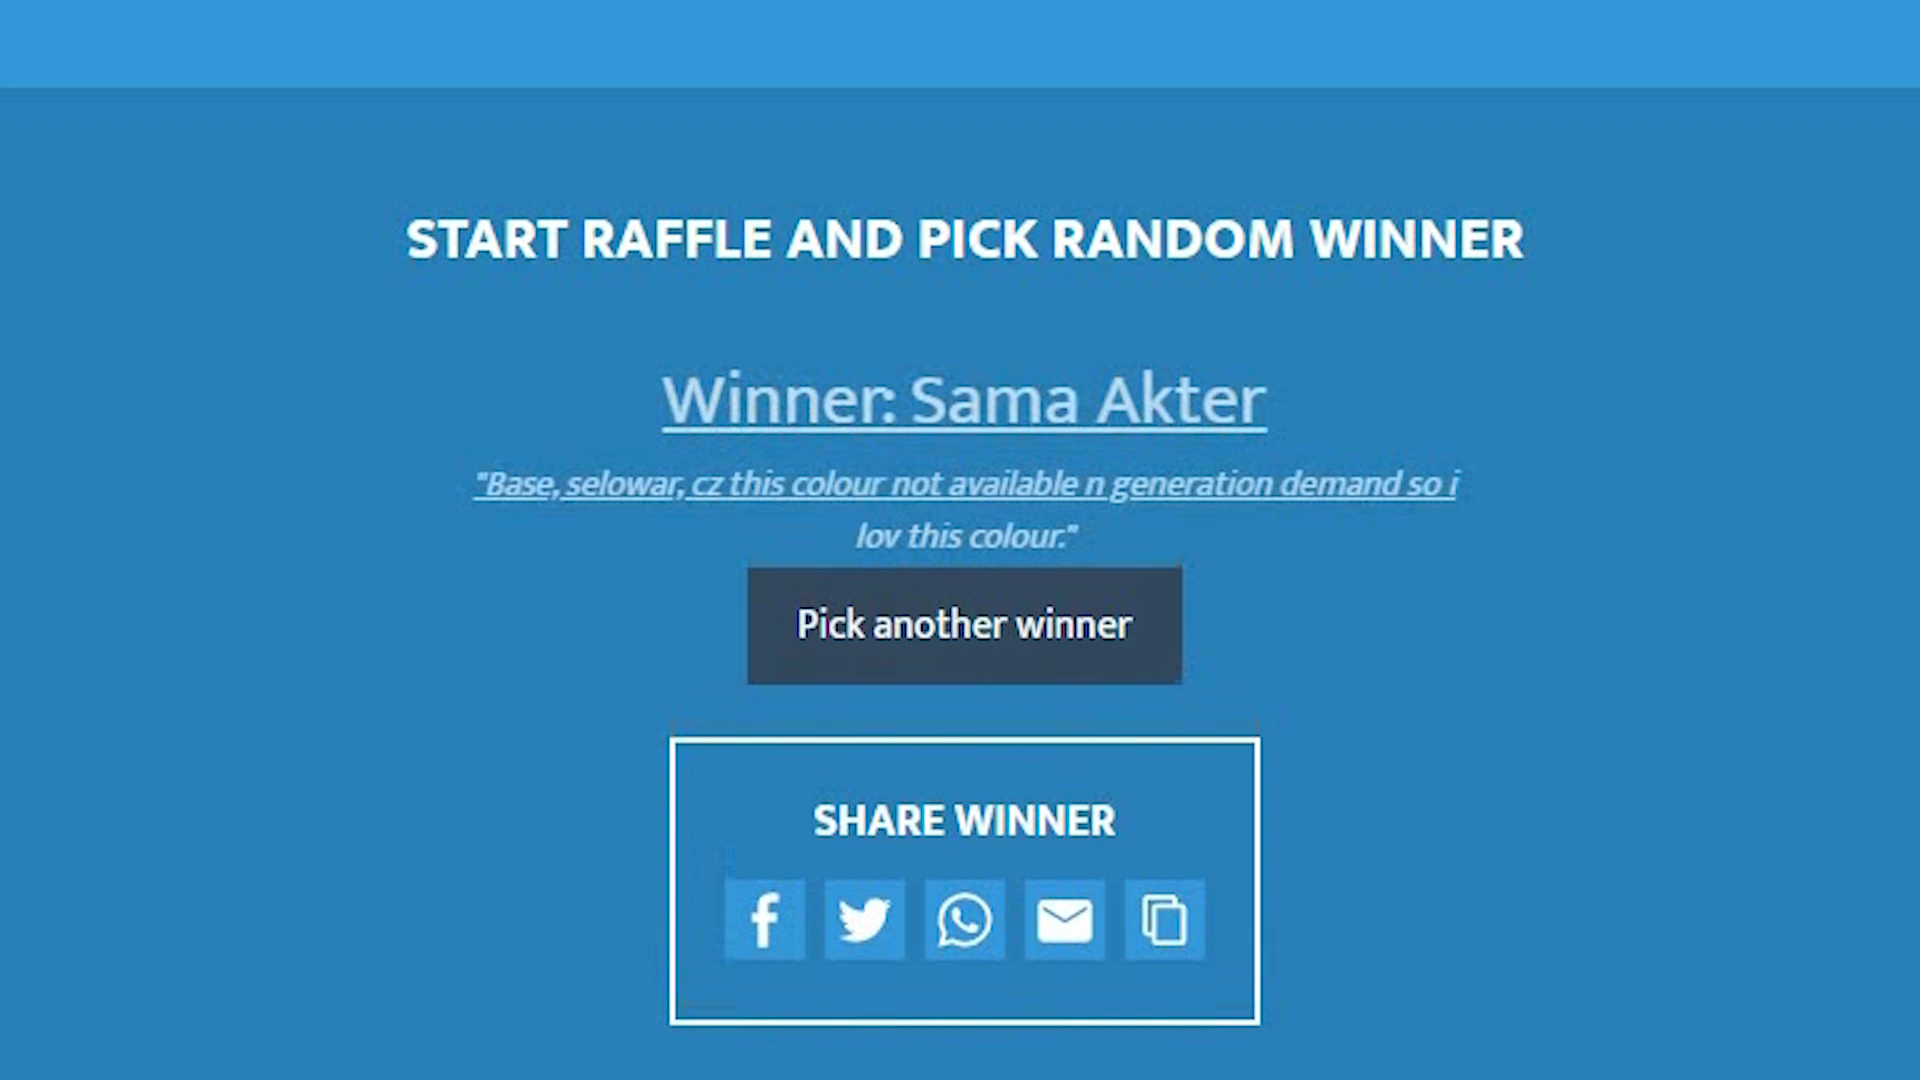 START RAFFLE AND PICK RANDOM WINNER
Winner: Sama Akter
"Base, selowar, cz this colour not available n generation demand so i
lov this colour."
Pick another winner
SHARE WINNER